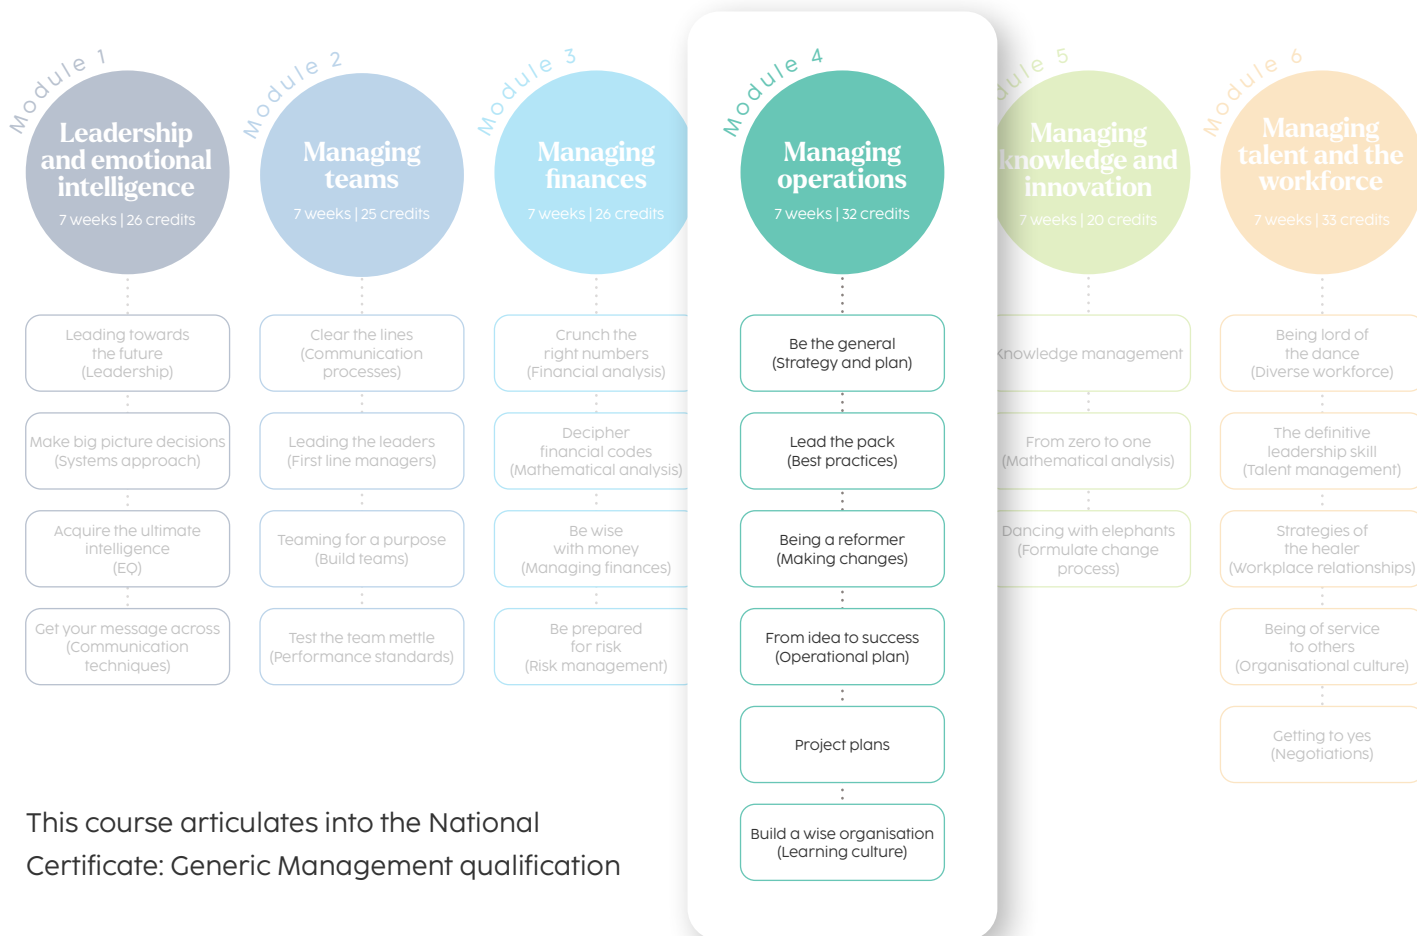 Module 1
Leadership
and emotional
intelligence
7 weeks | 26 credits
Leading towards
the future
(Leadership)
Make big picture decisions
(Systems approach)
Acquire the ultimate
intelligence
(EQ)
Get your message across
(Communication
techniques)
Module 2
Managing
teams
7 weeks | 25 credits
Clear the lines
(Communication
processes)
Leading the leaders
(First line managers)
Teaming for a purpose
(Build teams)
Test the team mettle
(Performance standards)
Module 3
Managing
finances
7 weeks | 26 credits
Crunch the
right numbers
(Financial analysis)
Decipher
financial codes
(Mathematical analysis)
Be wise
with money
(Managing finances)
Be prepared
for risk
(Risk management)
Module 4
Managing
operations
7 weeks | 32 credits
Be the general
(Strategy and plan)
Lead the pack
(Best practices)
Being a reformer
(Making changes)
From idea to success
(Operational plan)
Project plans
Build a wise organisation
(Learning culture)
dule 5
Managing
knowledge and
innovation
7 weeks | 20 credits
Knowledge management
From zero to one
(Mathematical analysis)
Dancing with elephants
(Formulate change
process)
Module 6
Managing
talent and the
workforce
7 weeks | 33 credits
Being lord of
the dance
(Diverse workforce)
The definitive
leadership skill
(Talent management)
Strategies of
the healer
(Workplace relationships)
Being of service
to others
(Organisational culture)
Getting to yes
(Negotiations)
This course articulates into the National
Certificate: Generic Management qualification